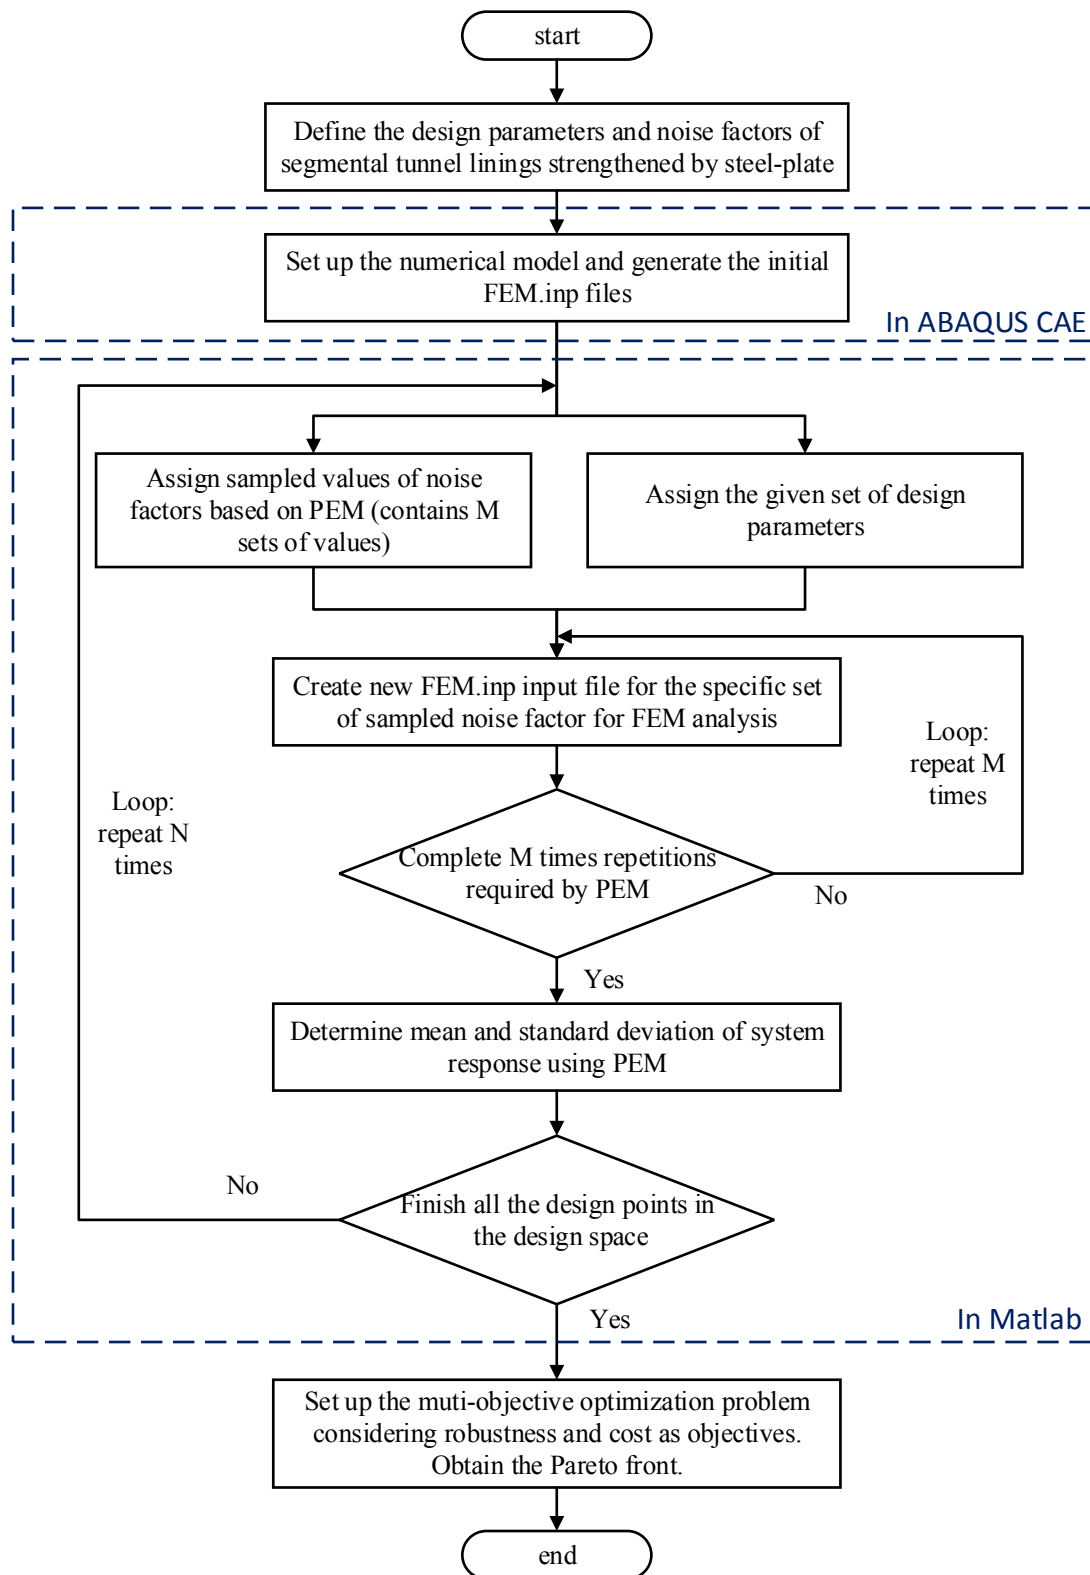 start
Define the design parameters and noise factors of
segmental tunnel linings strengthened by steel-plate
Set up the numerical model and generate the initial
FEM.inp files
In ABAQUS CAE
Assign sampled values of noise
factors based on PEM (contains M
sets of values)
Assign the given set of design
parameters
Create new FEM.inp input file for the specific set
of sampled noise factor for FEM analysis
Loop:
repeat M
times
Loop:
repeat N
times
Complete M times repetitions
required by PEM
No
Yes
Determine mean and standard deviation of system
response using PEM
No
Finish all the design points in
the design space
Yes
In Matlab
Set up the muti-objective optimization problem
considering robustness and cost as objectives.
Obtain the Pareto front.
end